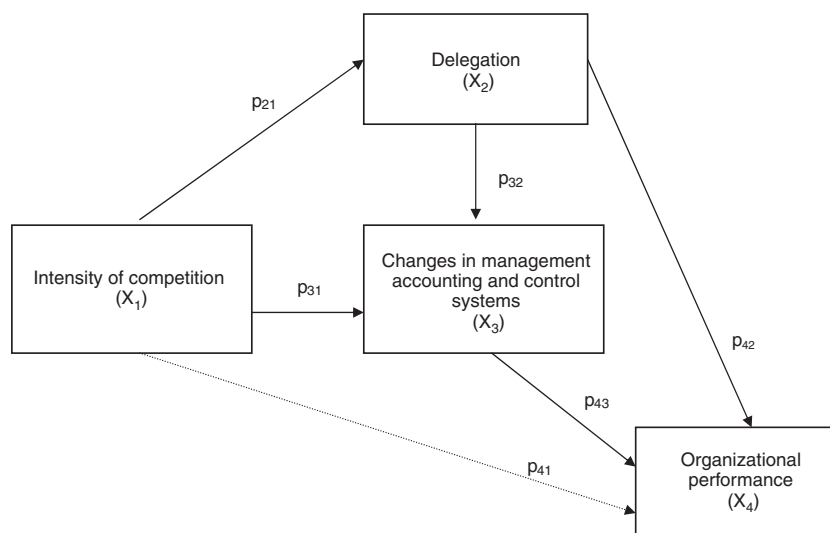 Delegation
(X2)
p21
p32
Intensity of competition
(X1)
p31
Changes in management
accounting and control
systems
(X3)
p42
p43
p41
Organizational
performance
(X4)